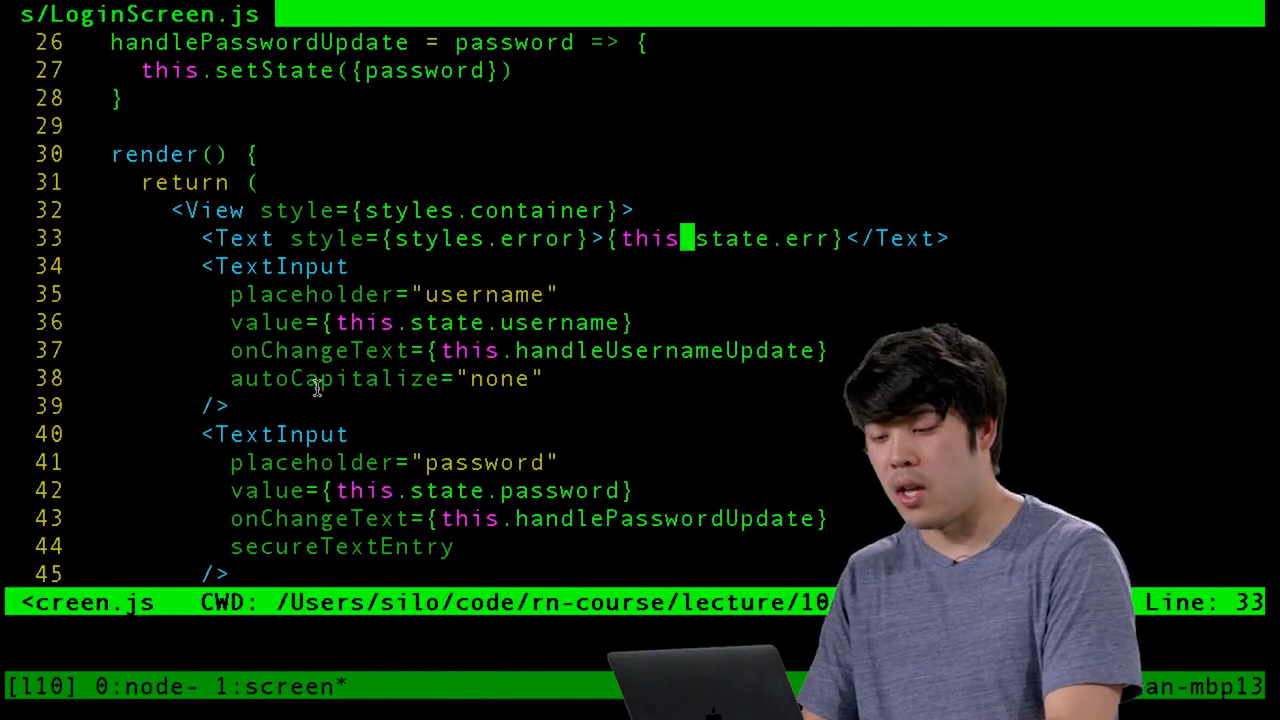 s/LoginScreen.js
26 handlePasswordUpdate = password => {
27 this.setState({password})
28 }
29
30 render() {
31 return (
32 <View style={styles.container}>
33 <Text style={styles.error}>{this.state.err}</Text>
34 <TextInput
35 placeholder="username"
36 value={this.state.username}
37 onChangeText={this.handleUsernameUpdate}
38 autoCapitalize="none"
39 />
40 <TextInput
41 placeholder="password"
42 value={this.state.password}
43 onChangeText={this.handlePasswordUpdate}
44 secureTextEntry
45 />
<creen.js CWD: /Users/silo/code/rn-course/lecture/10 Line: 33
[l10] 0:node- 1:screen* an-mbp13